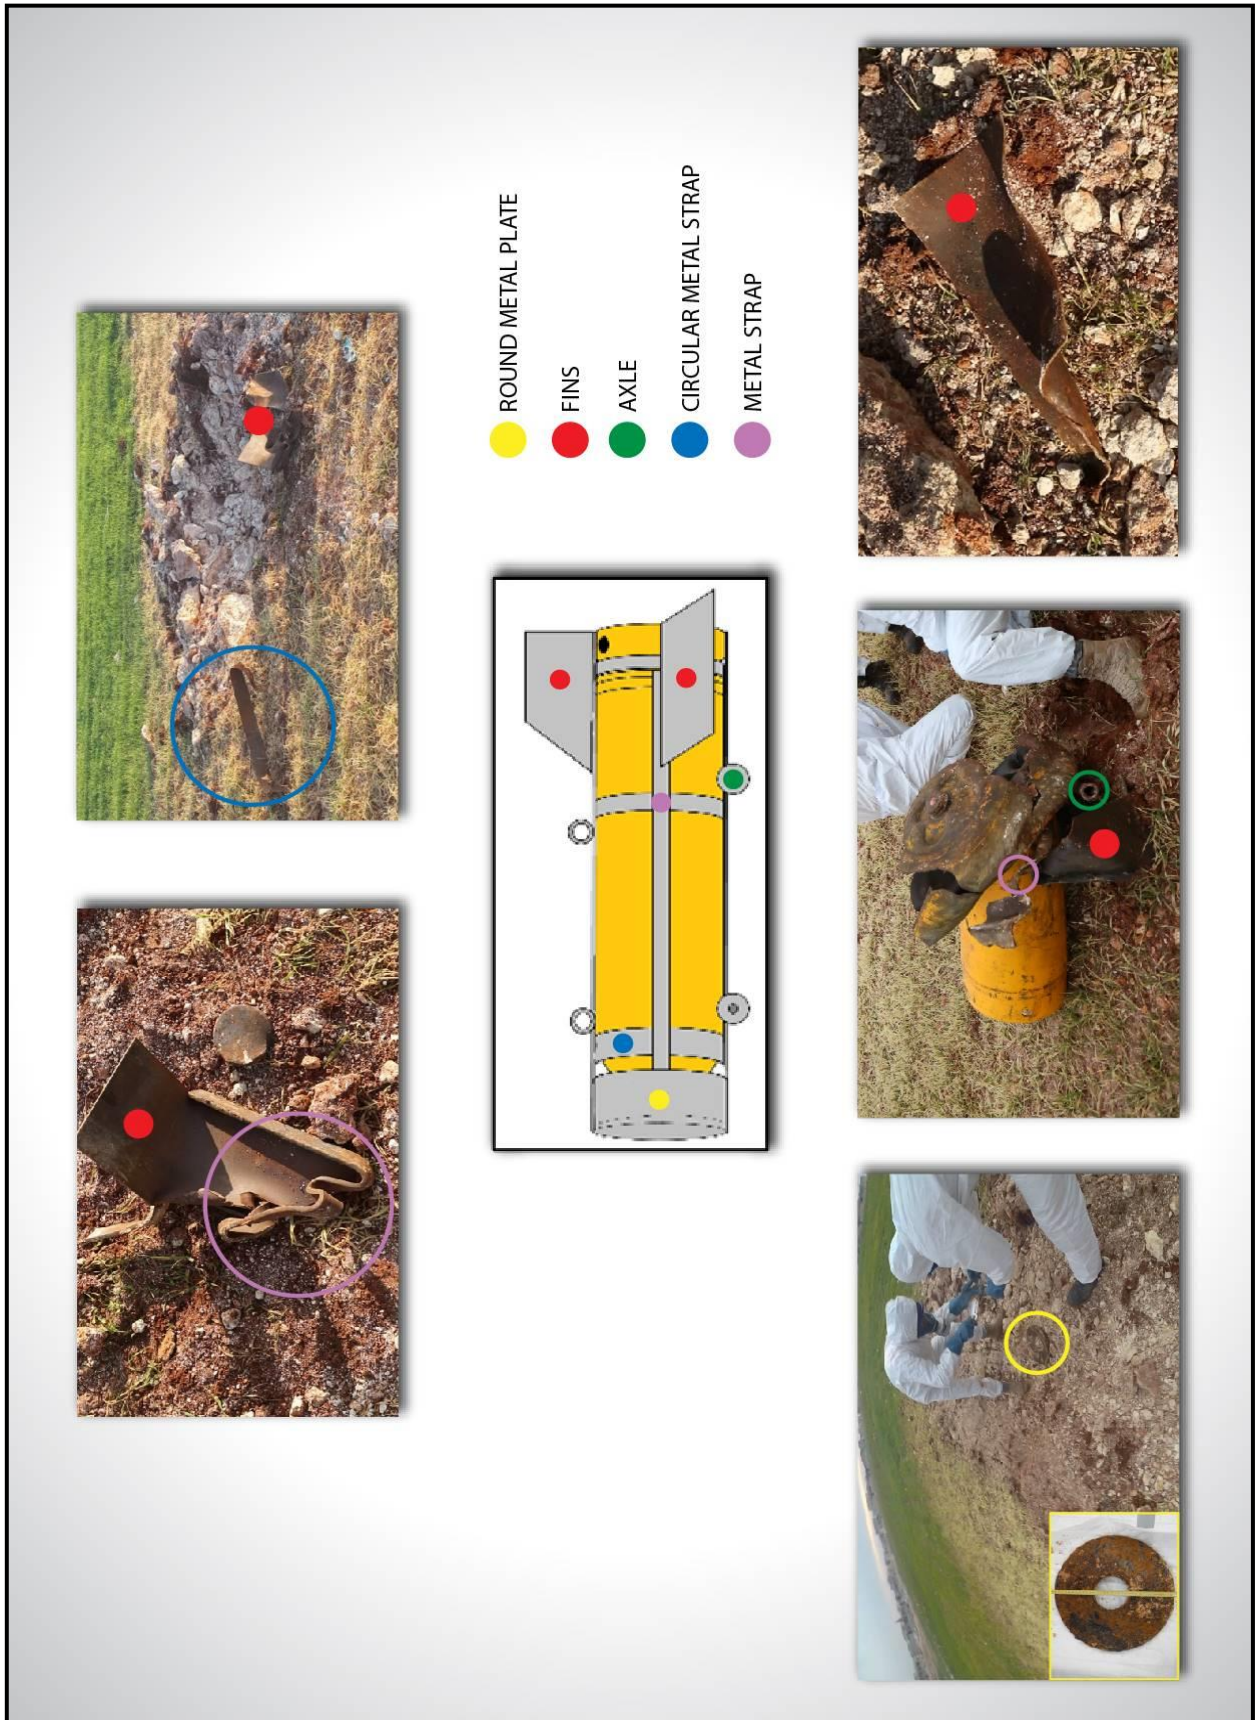 ROUND METAL PLATE
FINS
AXLE
CIRCULAR METAL STRAP
METAL STRAP